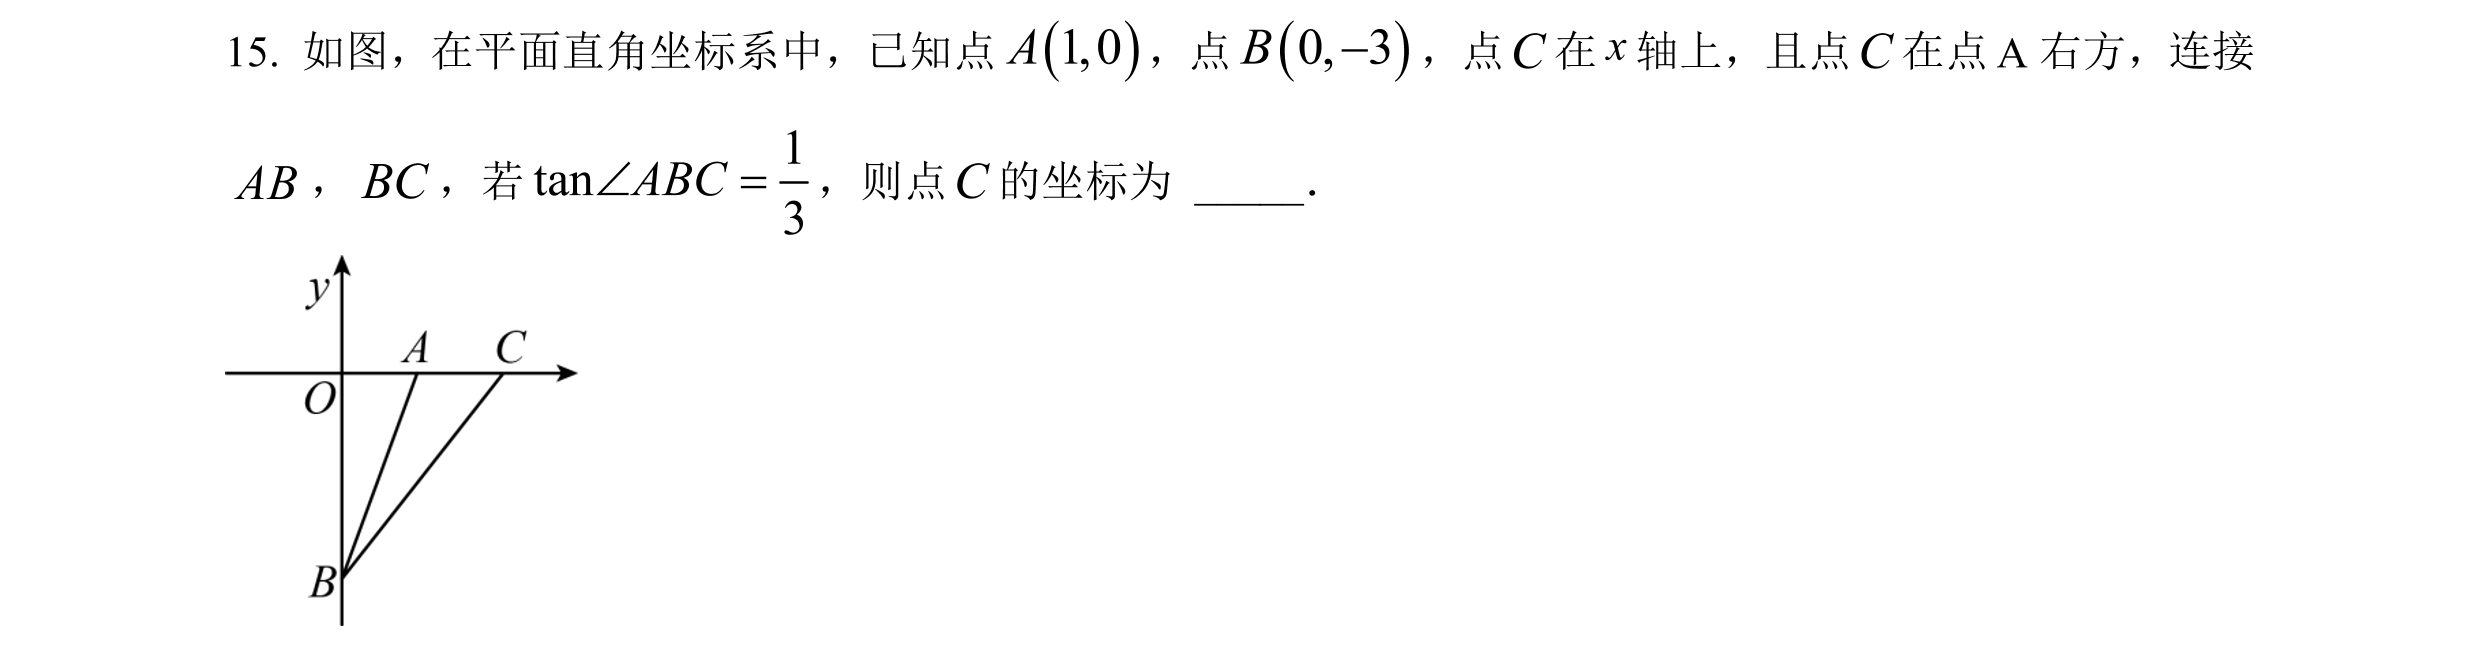 15. 如图，在平面直角坐标系中，已知点 A(1,0)，点 B(0,−3)，点 C 在 x 轴上，且点 C 在点 A 右方，连接
AB，BC，若 tan∠ABC = 1/3，则点 C 的坐标为 _____.
y
A C
O
B